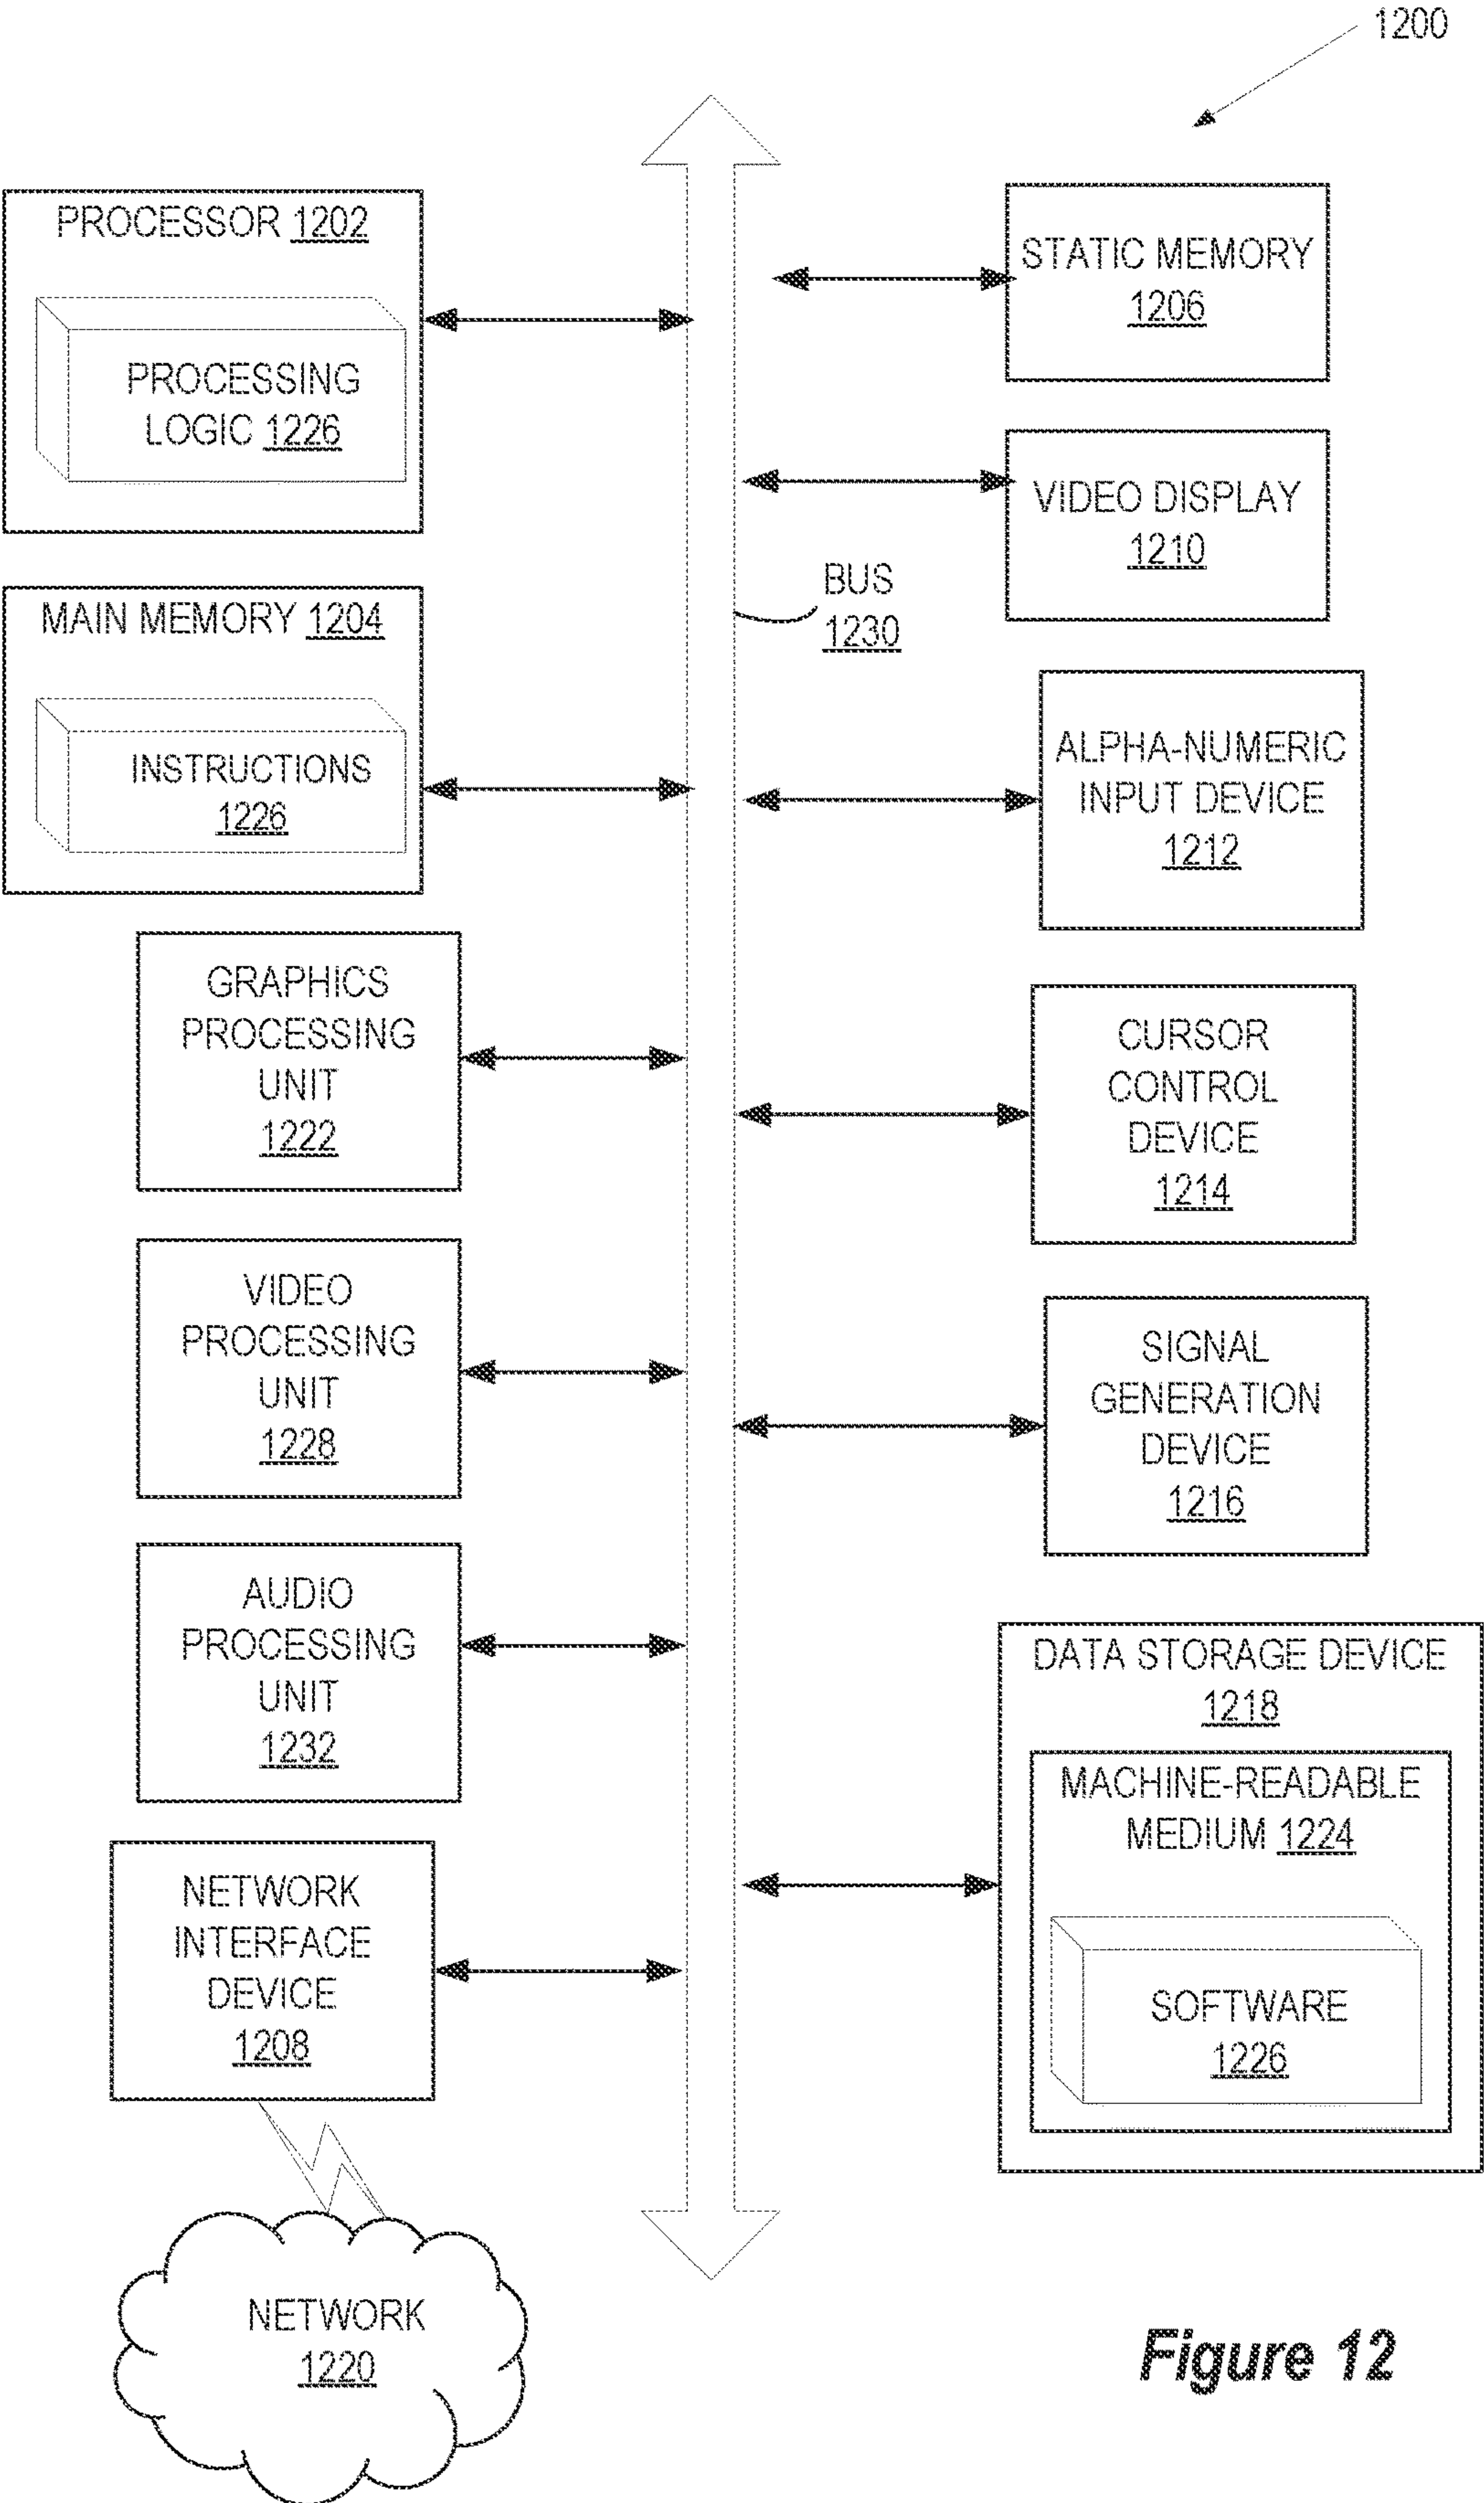 1200
PROCESSOR 1202
PROCESSING
LOGIC 1226
MAIN MEMORY 1204
INSTRUCTIONS
1226
GRAPHICS
PROCESSING
UNIT
1222
VIDEO
PROCESSING
UNIT
1228
AUDIO
PROCESSING
UNIT
1232
NETWORK
INTERFACE
DEVICE
1208
NETWORK
1220
BUS
1230
STATIC MEMORY
1206
VIDEO DISPLAY
1210
ALPHA-NUMERIC
INPUT DEVICE
1212
CURSOR
CONTROL
DEVICE
1214
SIGNAL
GENERATION
DEVICE
1216
DATA STORAGE DEVICE
1218
MACHINE-READABLE
MEDIUM 1224
SOFTWARE
1226
Figure 12